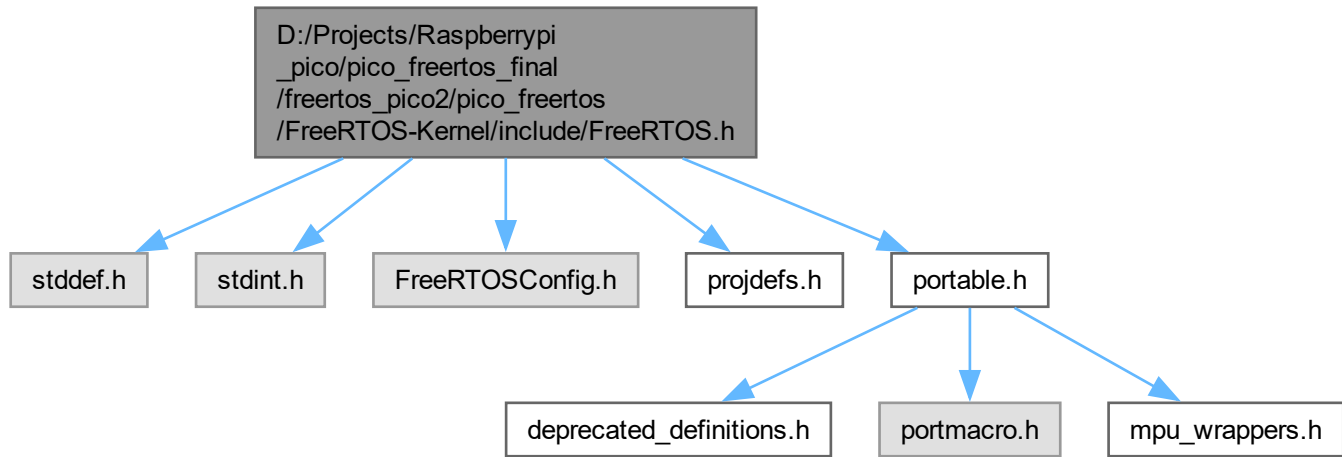 D:/Projects/Raspberrypi
_pico/pico_freertos_final
/freertos_pico2/pico_freertos
/FreeRTOS-Kernel/include/FreeRTOS.h
stddef.h
stdint.h
FreeRTOSConfig.h
projdefs.h
portable.h
deprecated_definitions.h
portmacro.h
mpu_wrappers.h